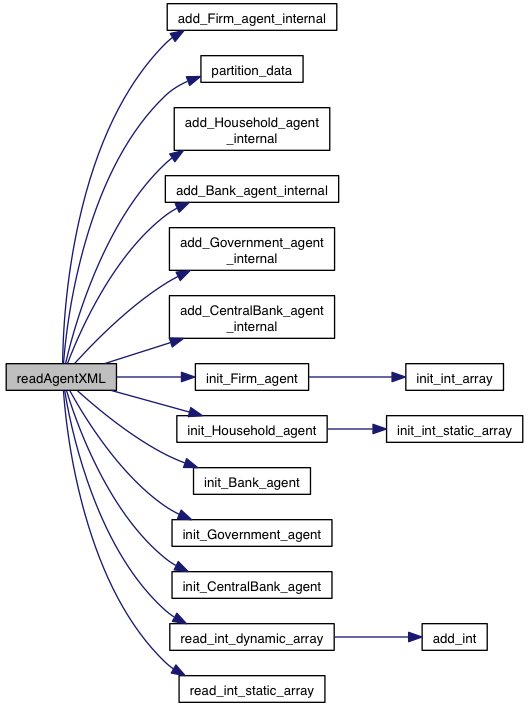 add_Firm_agent_internal
partition_data
add_Household_agent
_internal
add_Bank_agent_internal
add_Government_agent
_internal
add_CentralBank_agent
_internal
readAgentXML
init_Firm_agent
init_int_array
init_Household_agent
init_int_static_array
init_Bank_agent
init_Government_agent
init_CentralBank_agent
read_int_dynamic_array
add_int
read_int_static_array